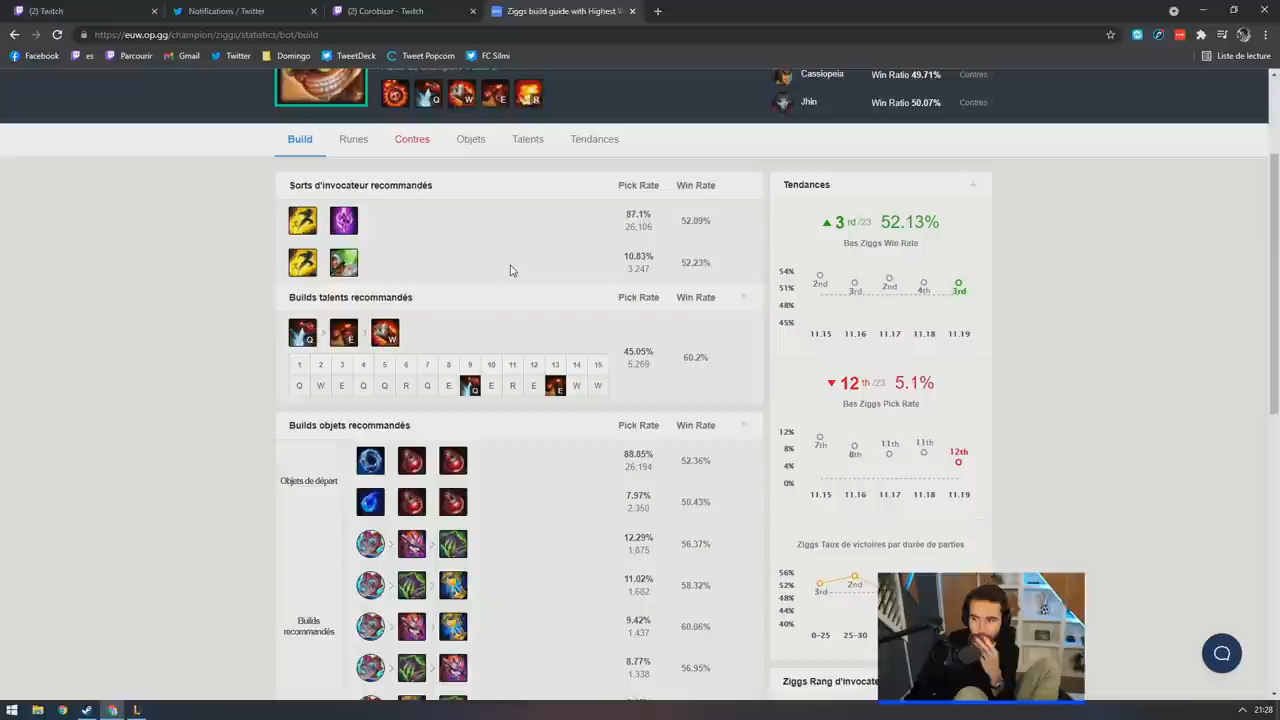 (2) Twitch
Notifications / Twitter
(2) Twitch
Ziggs build guide with Highest
euw.op.gg/champion/ziggs/statistics/bot/build
Facebook
es
Parcourir
Gmail
Twitter
Domingo
TweetDeck
Tweet Popcorn
FC Silmi
Liste de lecture
Cassiopeia Win Ratio 49.71% Contres
Q W E R
Jhin Win Ratio 50.07% Contres
Build Runes Contres Objets Talents Tendances
Sorts d'invocateur recommandés Pick Rate Win Rate
87.1%
26,106
52.09%
10.83%
3 247
52.23%
Builds talents recommandés Pick Rate Win Rate
Q > E > W
45.05%
5,269
60.2%
1 2 3 4 5 6 7 8 9 10 11 12 13 14 15
Q W E Q Q R Q E Q E R E E W W
Builds objets recommandés Pick Rate Win Rate
Objets de départ
88.85%
26,194
52.36%
7.97%
2.350
50.43%
Builds
recommandés
12.29%
1,875
56.37%
11.02%
1,682
58.32%
9.42%
1,437
60.06%
8.77%
1,338
56.95%
Tendances
3 rd /23 52.13%
Bas Ziggs Win Rate
54%
51%
48%
45%
2nd 3rd 2nd 4th 3rd
11.15 11.16 11.17 11.18 11.19
12 th /23 5.1%
Bas Ziggs Pick Rate
12%
8%
4%
0%
7th 8th 11th 11th 12th
11.15 11.16 11.17 11.18 11.19
Ziggs Taux de victoires par durée de parties
56%
52%
48%
44%
40%
3rd 2nd
0-25 25-30
Ziggs Rang d'invocate
21:28